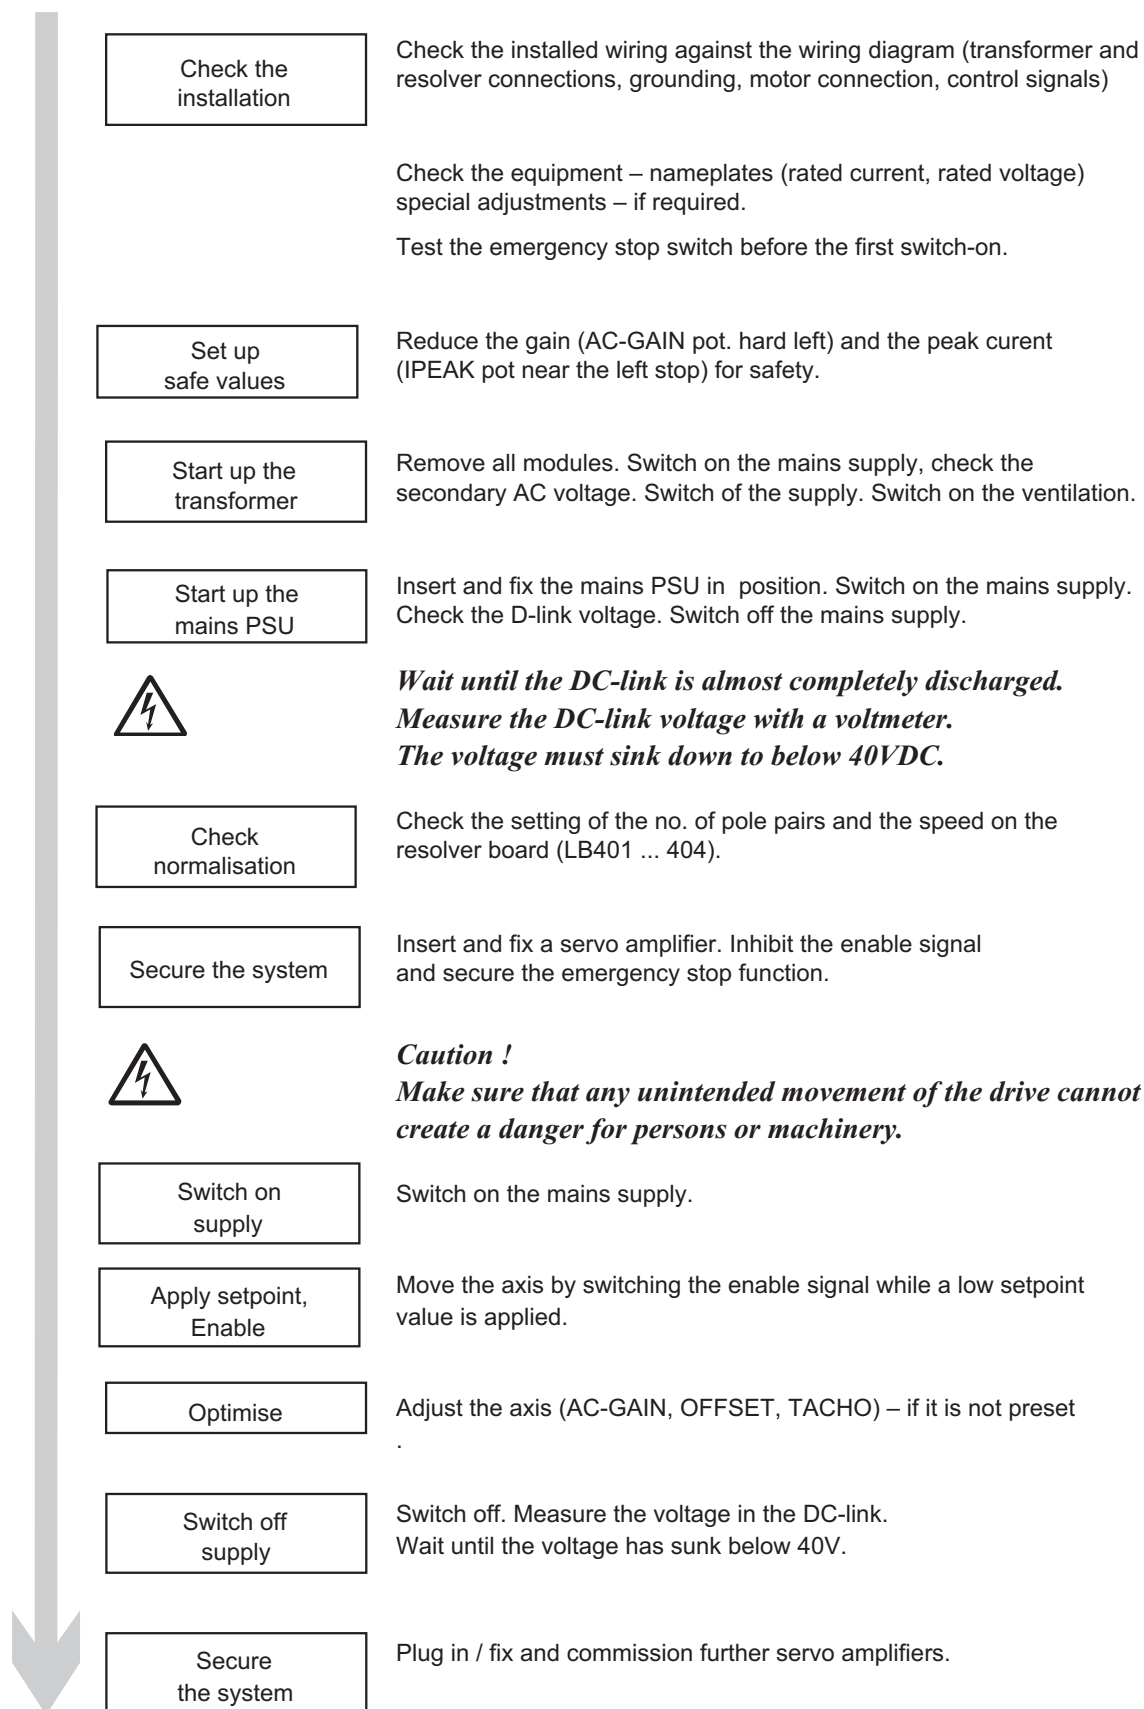 Check the
installation
Check the installed wiring against the wiring diagram (transformer and
resolver connections, grounding, motor connection, control signals)
Check the equipment – nameplates (rated current, rated voltage)
special adjustments – if required.
Test the emergency stop switch before the first switch-on.
Set up
safe values
Reduce the gain (AC-GAIN pot. hard left) and the peak curent
(IPEAK pot near the left stop) for safety.
Start up the
transformer
Remove all modules. Switch on the mains supply, check the
secondary AC voltage. Switch of the supply. Switch on the ventilation.
Start up the
mains PSU
Insert and fix the mains PSU in  position. Switch on the mains supply.
Check the D-link voltage. Switch off the mains supply.
Wait until the DC-link is almost completely discharged.
Measure the DC-link voltage with a voltmeter.
The voltage must sink down to below 40VDC.
Check
normalisation
Check the setting of the no. of pole pairs and the speed on the
resolver board (LB401 ... 404).
Secure the system
Insert and fix a servo amplifier. Inhibit the enable signal
and secure the emergency stop function.
Caution !
Make sure that any unintended movement of the drive cannot
create a danger for persons or machinery.
Switch on
supply
Switch on the mains supply.
Apply setpoint,
Enable
Move the axis by switching the enable signal while a low setpoint
value is applied.
Optimise
Adjust the axis (AC-GAIN, OFFSET, TACHO) – if it is not preset
.
Switch off
supply
Switch off. Measure the voltage in the DC-link.
Wait until the voltage has sunk below 40V.
Secure
the system
Plug in / fix and commission further servo amplifiers.